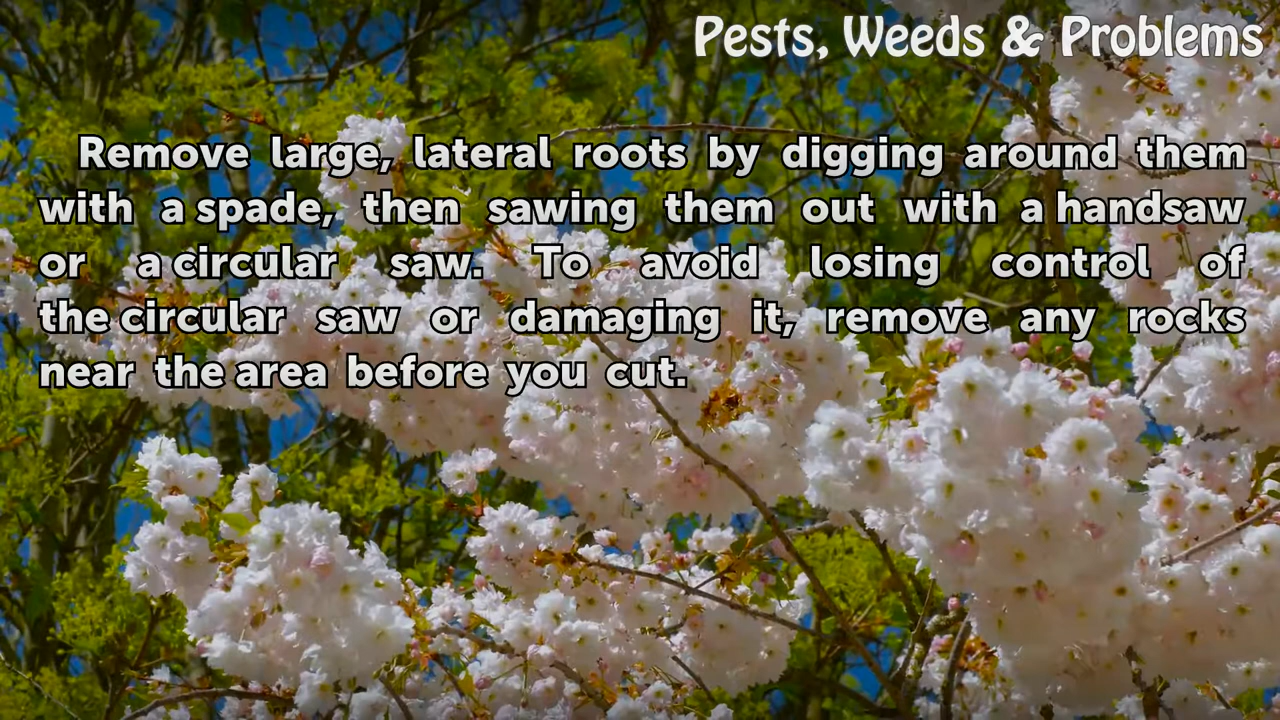 Pests, Weeds & Problems
Remove large, lateral roots by digging around them
with a spade, then sawing them out with a handsaw
or a circular saw. To avoid losing control of
the circular saw or damaging it, remove any rocks
near the area before you cut.